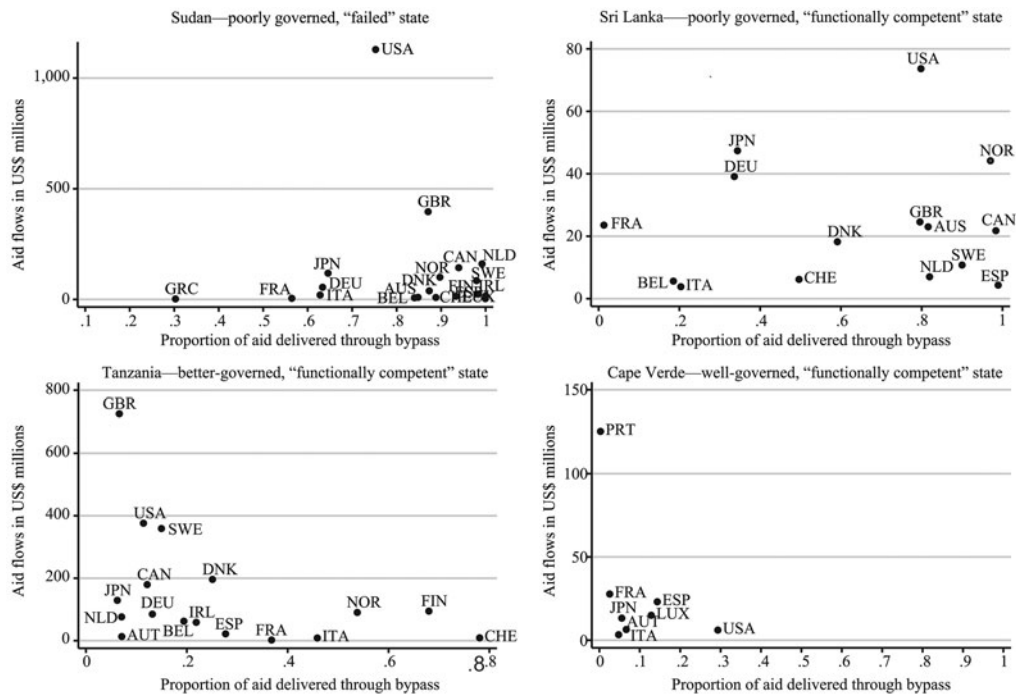 Sudan—poorly governed, “failed” state
Aid flows in US$ millions
1,000
500
0
USA
GBR
NLD
CAN
JPN
NOR
SWE
DEU
DNK
FIN
IRL
GRC
FRA
ITA
AUS
BEL
CHE
.1 .2 .3 .4 .5 .6 .7 .8 .9 1
Proportion of aid delivered through bypass
Sri Lanka—poorly governed, “functionally competent” state
Aid flows in US$ millions
80
60
40
20
0
USA
JPN
NOR
DEU
FRA
GBR
AUS
CAN
DNK
SWE
BEL
ITA
CHE
NLD
ESP
0 .2 .4 .6 .8 1
Proportion of aid delivered through bypass
Tanzania—better-governed, “functionally competent” state
Aid flows in US$ millions
800
600
400
200
0
GBR
USA
SWE
CAN
DNK
JPN
DEU
NLD
IRL
NOR
FIN
AUT
BEL
ESP
FRA
ITA
CHE
0 .2 .4 .6 .8.8
Proportion of aid delivered through bypass
Cape Verde—well-governed, “functionally competent” state
Aid flows in US$ millions
150
100
50
0
PRT
FRA
ESP
JPN
LUX
AUT
ITA
USA
0 .1 .2 .3 .4 .5 .6 .7 .8 .9 1
Proportion of aid delivered through bypass